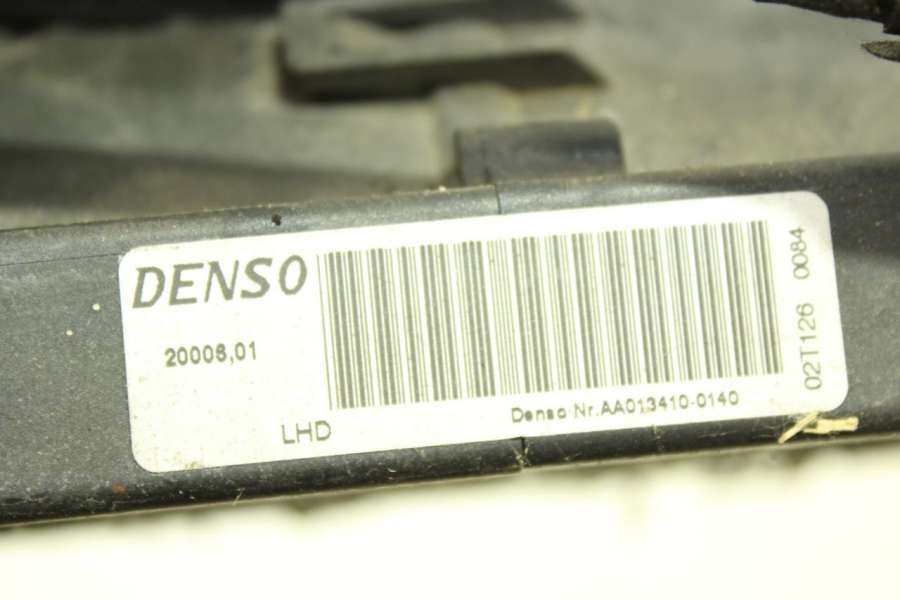 DENSO
20006,01
LHD
Denso Nr.AA013410-0140
02T126 0084